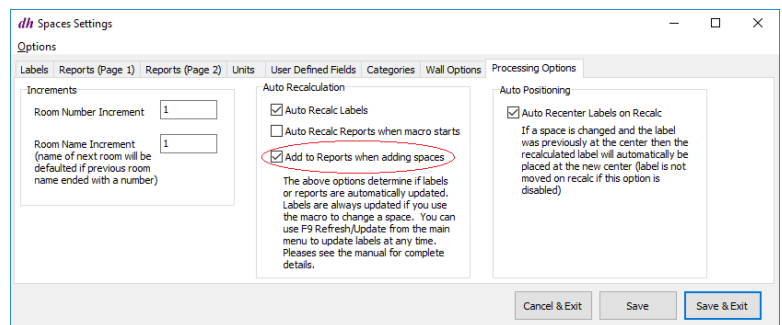 dh Spaces Settings
Options
Labels Reports (Page 1) Reports (Page 2) Units User Defined Fields Categories Wall Options Processing Options
Increments
Room Number Increment 1
Room Name Increment 1
(name of next room will be
defaulted if previous room
name ended with a number)
Auto Recalculation
Auto Recalc Labels
Auto Recalc Reports when macro starts
Add to Reports when adding spaces
The above options determine if labels
or reports are automatically updated.
Labels are always updated if you use
the macro to change a space. You can
use F9 Refresh/Update from the main
menu to update labels at any time.
Pleases see the manual for complete
details.
Auto Positioning
Auto Recenter Labels on Recalc
If a space is changed and the label
was previously at the center then the
recalculated label will automatically be
placed at the new center (label is not
moved on recalc if this option is
disabled)
Cancel & Exit Save Save & Exit